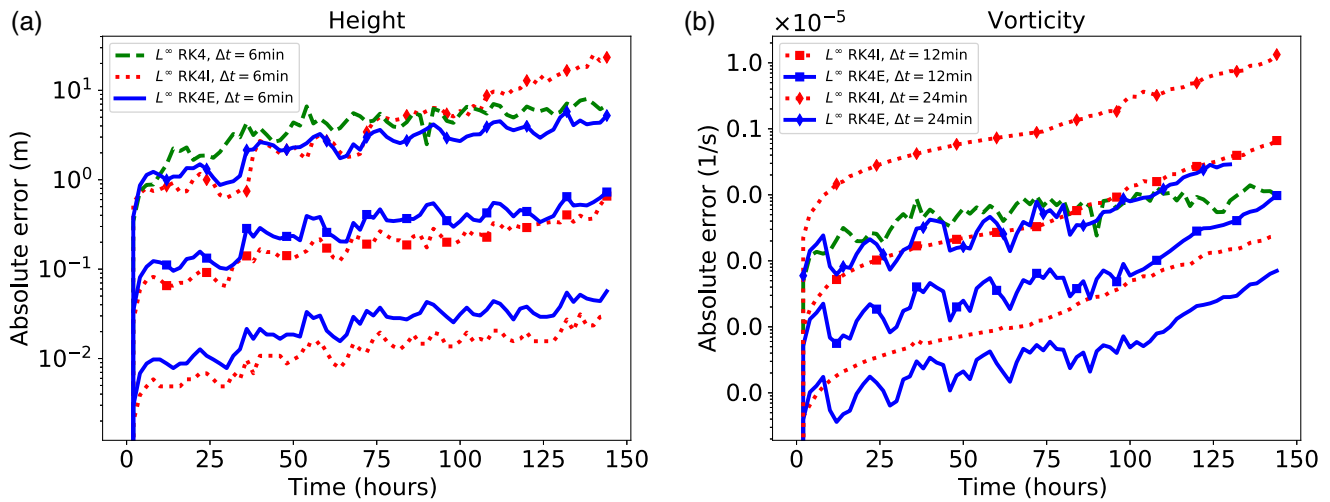 (a)
Height
L∞ RK4, Δt = 6min
L∞ RK4I, Δt = 6min
L∞ RK4E, Δt = 6min
Absolute error (m)
10¹
10⁰
10⁻¹
10⁻²
0 25 50 75 100 125 150
Time (hours)
(b)
×10⁻⁵
Vorticity
L∞ RK4I, Δt = 12min
L∞ RK4E, Δt = 12min
L∞ RK4I, Δt = 24min
L∞ RK4E, Δt = 24min
Absolute error (1/s)
1.0
0.1
0.0
0.0
0.0
0.0
0 25 50 75 100 125 150
Time (hours)